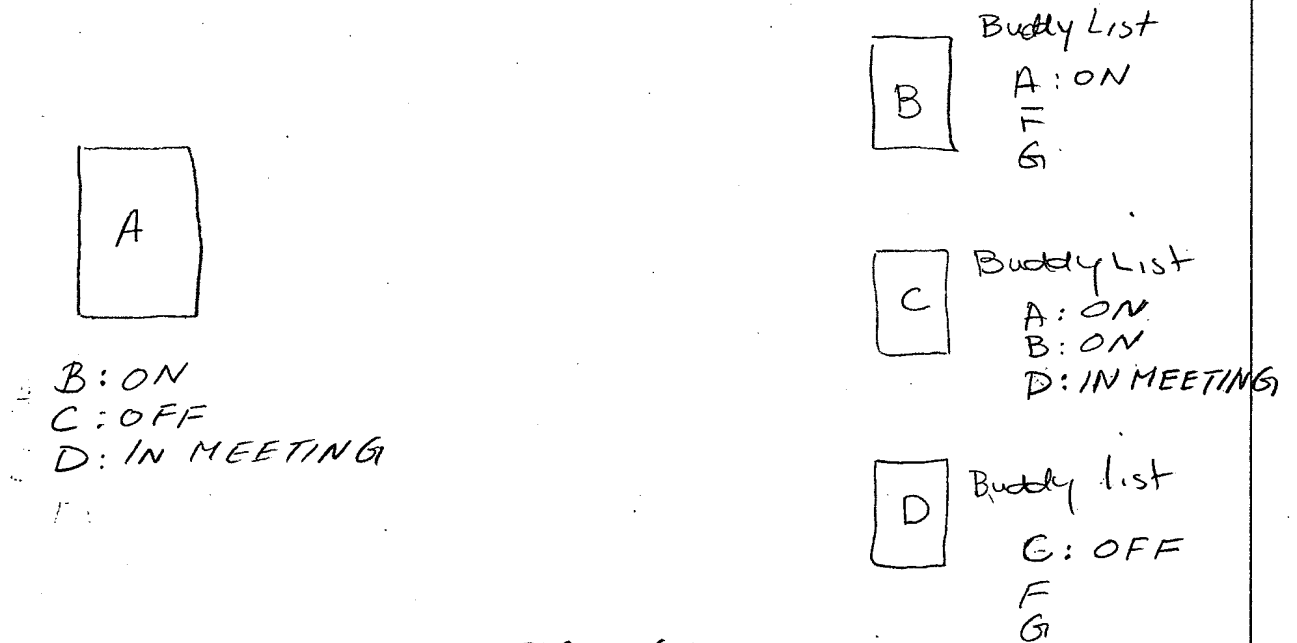 A
B: ON
C: OFF
D: IN MEETING
B
Buddy List
A: ON
F
G
C
Buddy List
A: ON
B: ON
D: IN MEETING
D
Buddy list
C: OFF
F
G